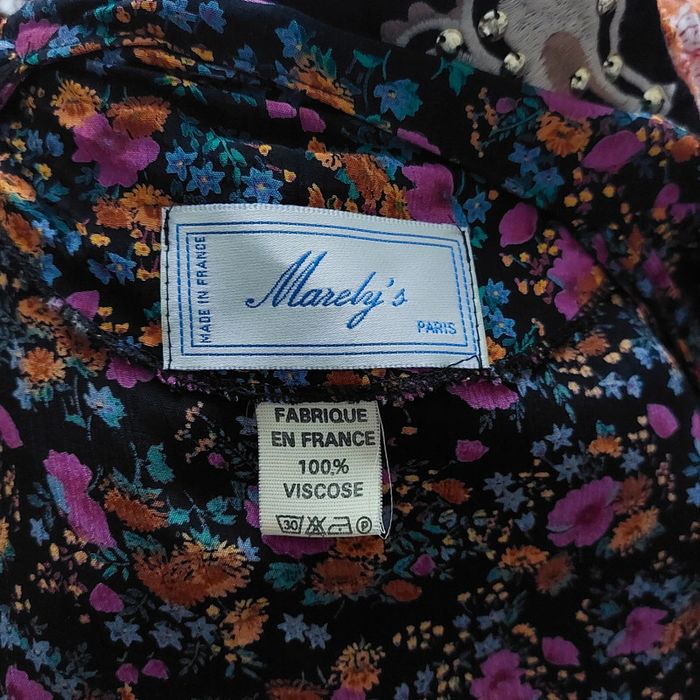 MADE IN FRANCE
Marely's
PARIS
FABRIQUE
EN FRANCE
100%
VISCOSE
30 P